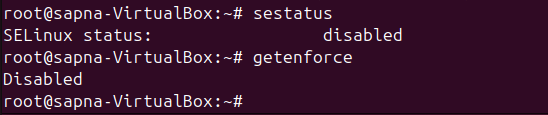 root@sapna-VirtualBox:~# sestatus
SELinux status:                 disabled
root@sapna-VirtualBox:~# getenforce
Disabled
root@sapna-VirtualBox:~#